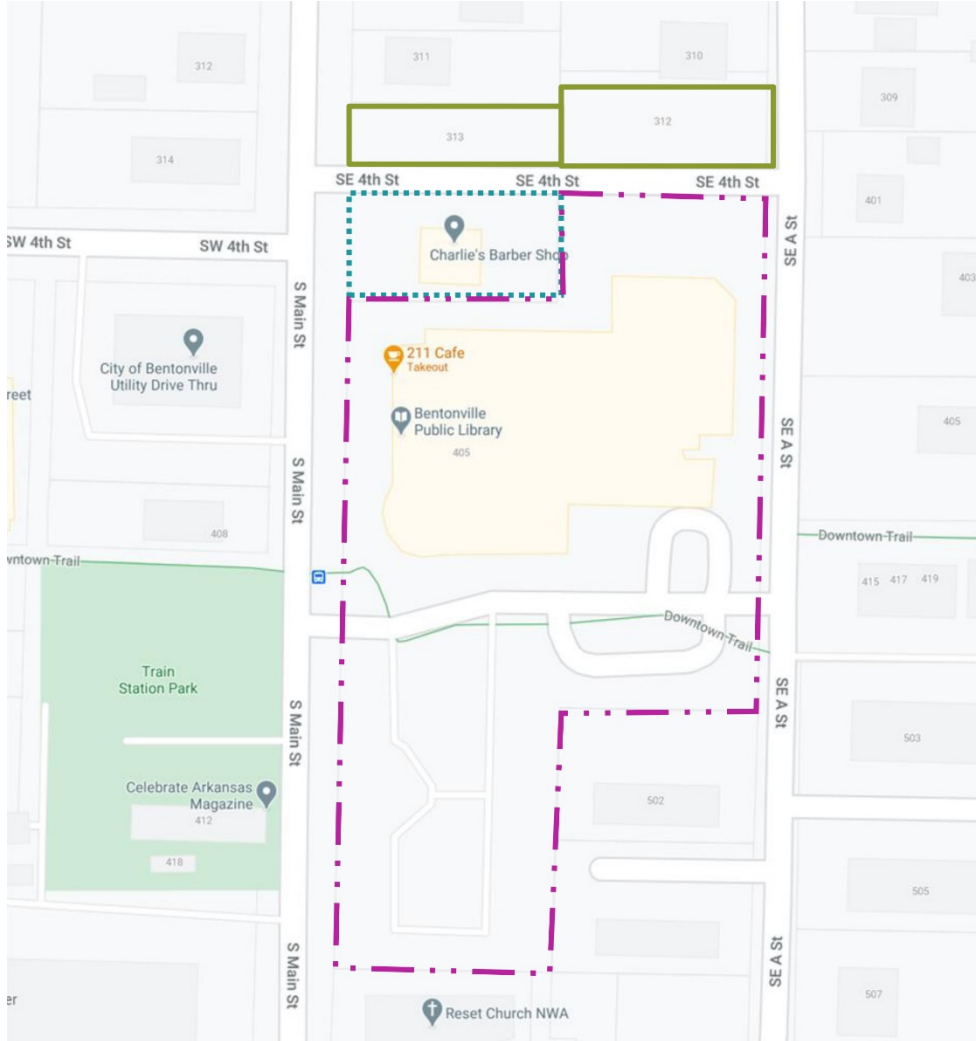 312
311
310
309
314
313
312
SE 4th St
SE 4th St
SE 4th St
401
SW 4th St
SW 4th St
Charlie's Barber Shop
SE A St
403
S Main St
City of Bentonville
Utility Drive Thru
211 Cafe
Takeout
reet
Bentonville
Public Library
405
405
SE A St
S Main St
408
Downtown Trail
wntown Trail
415 417 419
Downtown Trail
Train
Station Park
SE A St
S Main St
503
Celebrate Arkansas
Magazine
412
502
418
505
S Main St
SE A St
507
er
Reset Church NWA